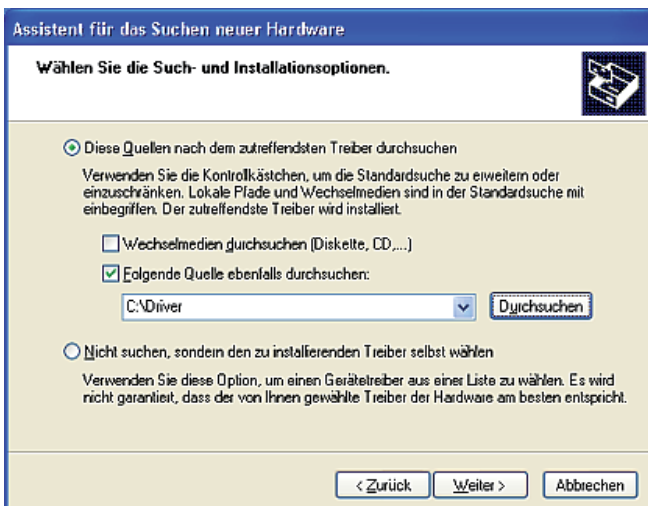 Assistent für das Suchen neuer Hardware
Wählen Sie die Such- und Installationsoptionen.
Diese Quellen nach dem zutreffendsten Treiber durchsuchen
Verwenden Sie die Kontrollkästchen, um die Standardsuche zu erweitern oder
einzuschränken. Lokale Pfade und Wechselmedien sind in der Standardsuche mit
einbegriffen. Der zutreffendste Treiber wird installiert.
Wechselmedien durchsuchen (Diskette, CD,...)
Folgende Quelle ebenfalls durchsuchen:
C:\Driver
Durchsuchen
Nicht suchen, sondern den zu installierenden Treiber selbst wählen
Verwenden Sie diese Option, um einen Gerätetreiber aus einer Liste zu wählen. Es wird
nicht garantiert, dass der von Ihnen gewählte Treiber der Hardware am besten entspricht.
< Zurück Weiter > Abbrechen